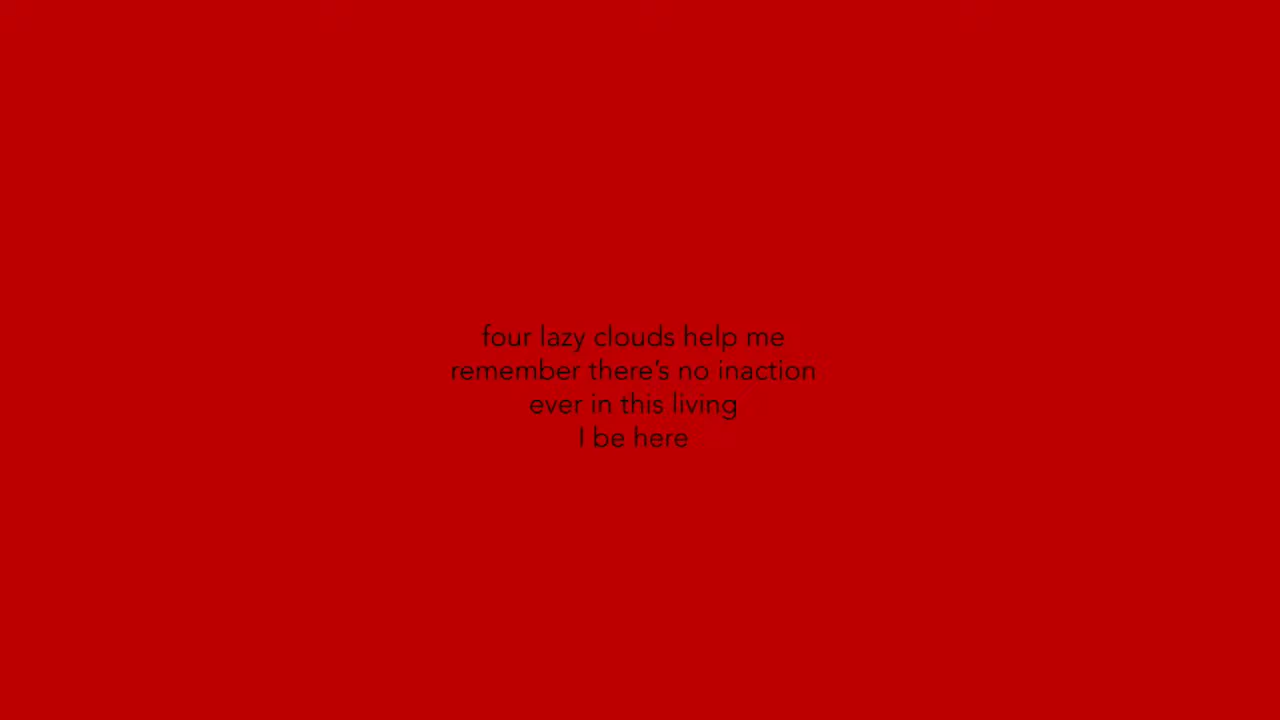 four lazy clouds help me
remember there's no inaction
ever in this living
I be here